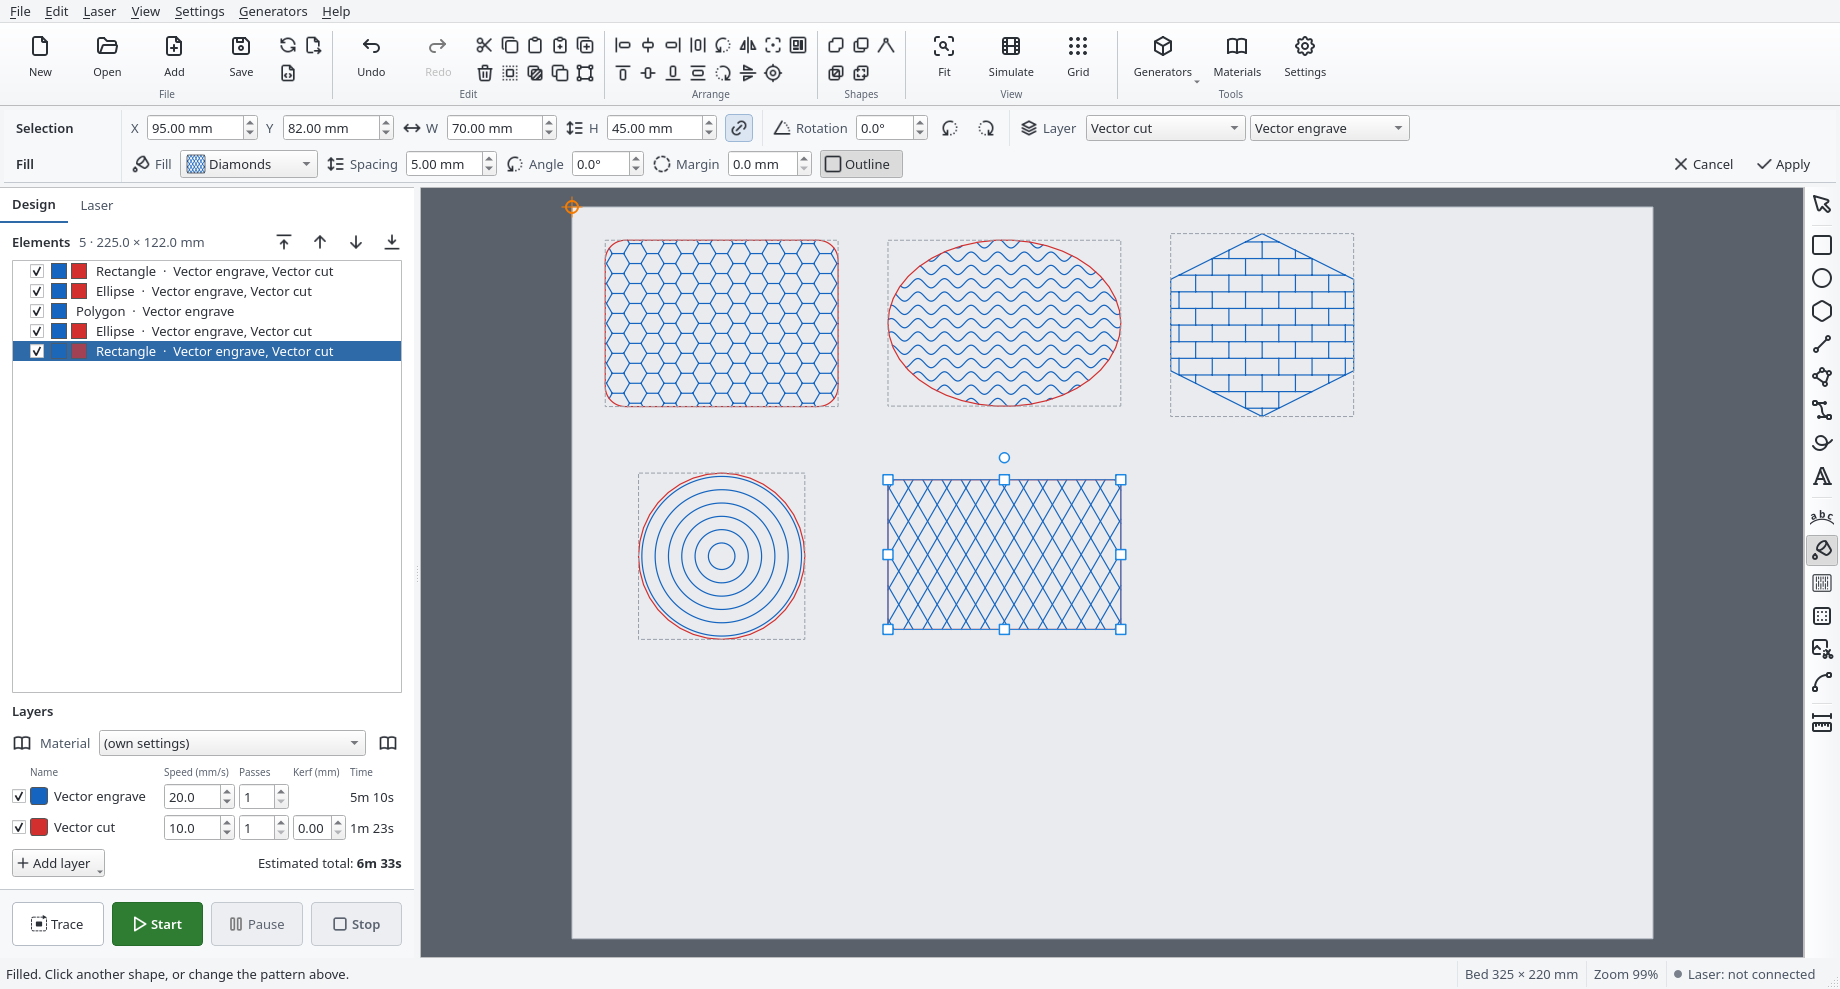 File Edit Laser View Settings Generators Help
New Open Add Save Undo Redo Fit Simulate Grid Generators Materials Settings
File Edit Arrange Shapes View Tools
Selection X 95.00 mm Y 82.00 mm W 70.00 mm H 45.00 mm Rotation 0.0° Layer Vector cut Vector engrave
Fill Fill Diamonds Spacing 5.00 mm Angle 0.0° Margin 0.0 mm Outline Cancel Apply
Design Laser
Elements 5 · 225.0 × 122.0 mm
Rectangle · Vector engrave, Vector cut
Ellipse · Vector engrave, Vector cut
Polygon · Vector engrave
Ellipse · Vector engrave, Vector cut
Rectangle · Vector engrave, Vector cut
A
abc
Layers
Material (own settings)
Name Speed (mm/s) Passes Kerf (mm) Time
Vector engrave 20.0 1 5m 10s
Vector cut 10.0 1 0.00 1m 23s
Add layer Estimated total: 6m 33s
Trace Start Pause Stop
Filled. Click another shape, or change the pattern above. Bed 325 × 220 mm Zoom 99% Laser: not connected